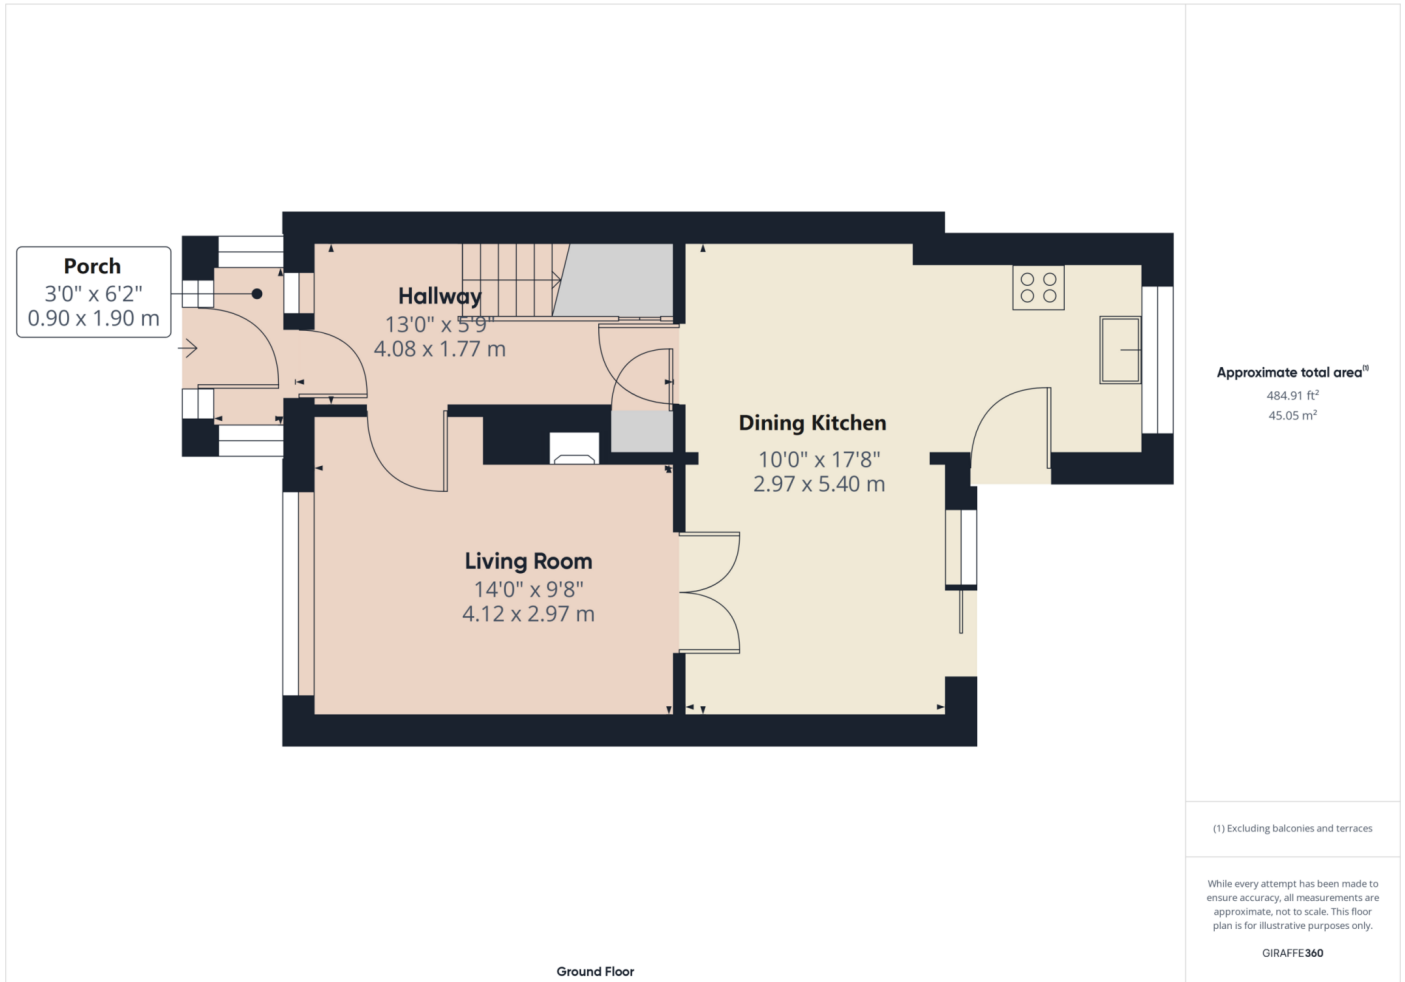 Porch
3'0" x 6'2"
0.90 x 1.90 m
Hallway
13'0" x 5'9"
4.08 x 1.77 m
Dining Kitchen
10'0" x 17'8"
2.97 x 5.40 m
Living Room
14'0" x 9'8"
4.12 x 2.97 m
Approximate total area(1)
484.91 ft²
45.05 m²
(1) Excluding balconies and terraces
While every attempt has been made to
ensure accuracy, all measurements are
approximate, not to scale. This floor
plan is for illustrative purposes only.
GIRAFFE360
Ground Floor